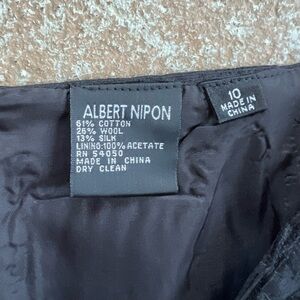 ALBERT NIPON
61% COTTON
26% WOOL
13% SILK
LINING:100% ACETATE
RN 54050
MADE IN CHINA
DRY CLEAN
10
MADE IN
CHINA